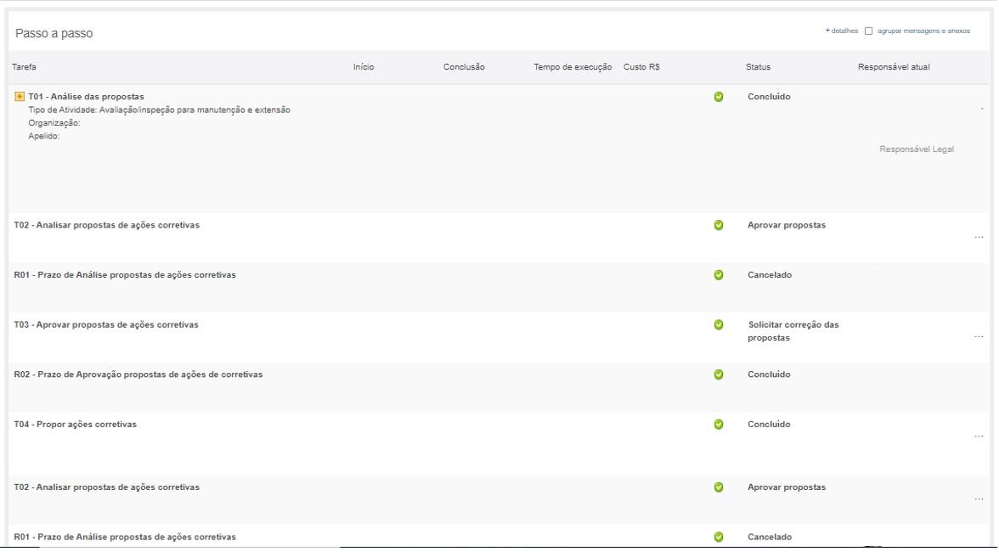 Passo a passo
+ detalhes agrupar mensagens e anexos
Tarefa Início Conclusão Tempo de execução Custo R$ Status Responsável atual
T01 - Análise das propostas Concluído
Tipo de Atividade: Avaliação/inspeção para manutenção e extensão
Organização:
Apelido:
Responsável Legal
T02 - Analisar propostas de ações corretivas Aprovar propostas
...
R01 - Prazo de Análise propostas de ações corretivas Cancelado
T03 - Aprovar propostas de ações corretivas Solicitar correção das
propostas
...
R02 - Prazo de Aprovação propostas de ações de corretivas Concluído
T04 - Propor ações corretivas Concluído
...
T02 - Analisar propostas de ações corretivas Aprovar propostas
...
R01 - Prazo de Análise propostas de ações corretivas Cancelado